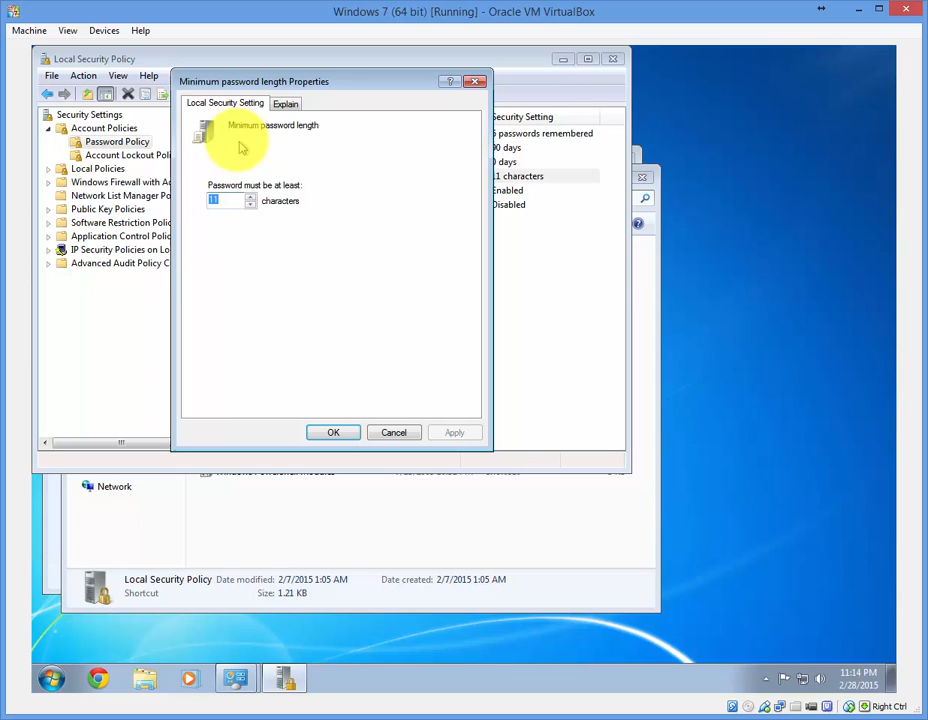 Windows 7 (64 bit) [Running] - Oracle VM VirtualBox
Machine View Devices Help
Local Security Policy
File Action View Help
Minimum password length Properties
Local Security Setting Explain
Minimum password length
Password must be at least:
11 characters
OK Cancel Apply
Security Settings
Account Policies
Password Policy
Account Lockout Poli
Local Policies
Windows Firewall with Ad
Network List Manager Po
Public Key Policies
Software Restriction Polic
Application Control Polic
IP Security Policies on Lo
Advanced Audit Policy C
Security Setting
passwords remembered
90 days
0 days
11 characters
Enabled
Disabled
Network
Local Security Policy Date modified: 2/7/2015 1:05 AM Date created: 2/7/2015 1:05 AM
Shortcut Size: 1.21 KB
11:14 PM
2/28/2015
Right Ctrl